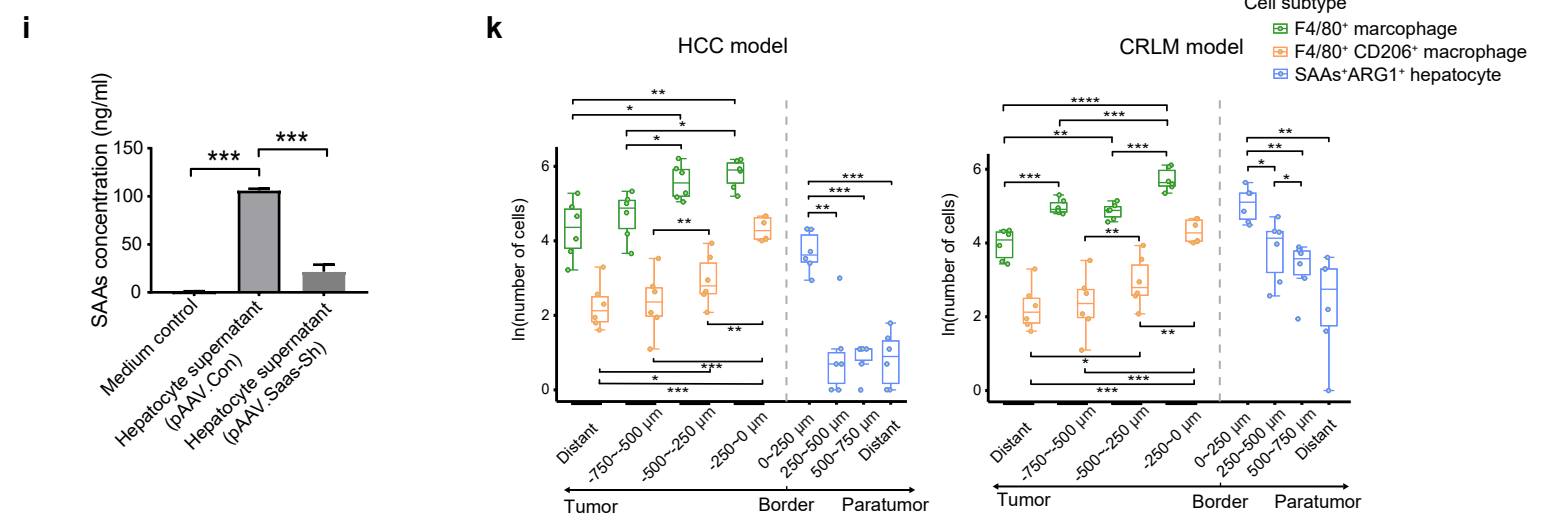 i
SAAs concentration (ng/ml)
150
100
50
0
***
***
Medium control
Hepatocyte supernatant
(pAAV.Con)
Hepatocyte supernatant
(pAAV.Saas-Sh)
k
Cell subtype
F4/80+ marcophage
F4/80+ CD206+ macrophage
SAAs+ARG1+ hepatocyte
HCC model
ln(number of cells)
6
4
2
0
**
*
*
*
**
**
***
*
***
***
***
**
Distant
-750~-500 µm
-500~-250 µm
-250~0 µm
0~250 µm
250~500 µm
500~750 µm
Distant
Tumor
Border
Paratumor
CRLM model
ln(number of cells)
6
4
2
0
****
***
**
***
***
**
**
*
***
***
**
**
*
*
Distant
-750~-500 µm
-500~-250 µm
-250~0 µm
0~250 µm
250~500 µm
500~750 µm
Distant
Tumor
Border
Paratumor